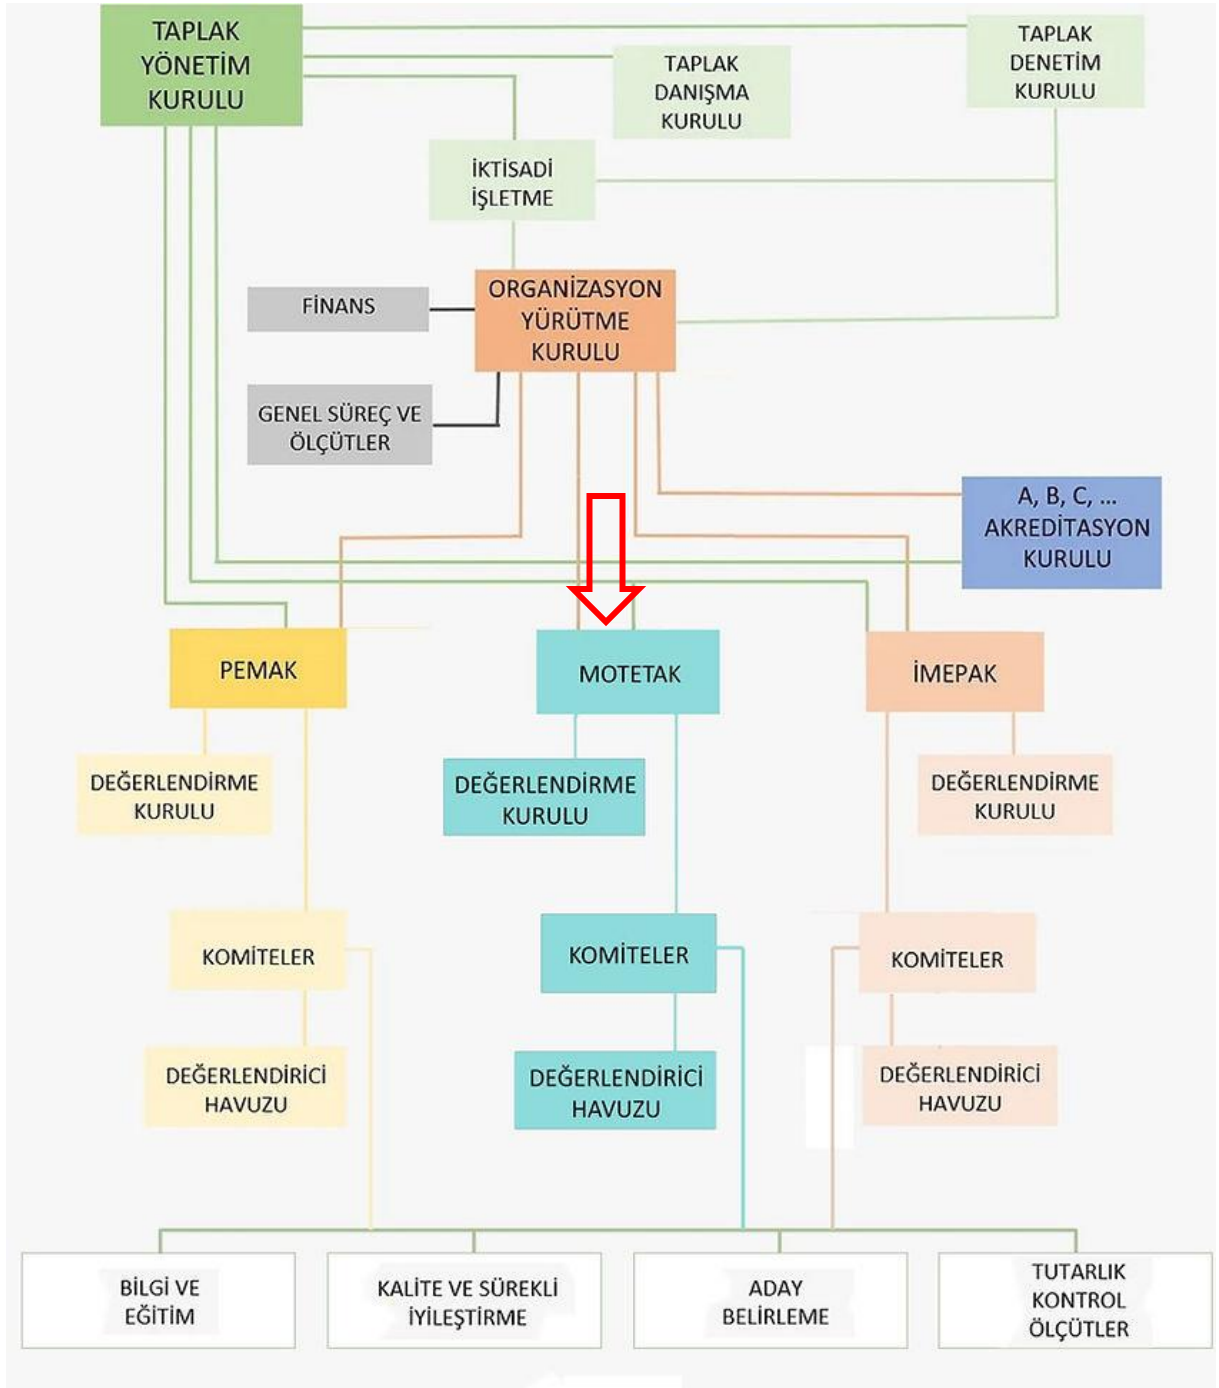 TAPLAK
YÖNETİM
KURULU
TAPLAK
DANIŞMA
KURULU
TAPLAK
DENETİM
KURULU
İKTİSADİ
İŞLETME
FİNANS
ORGANİZASYON
YÜRÜTME
KURULU
GENEL SÜREÇ VE
ÖLÇÜTLER
A, B, C, ...
AKREDİTASYON
KURULU
PEMAK
MOTETAK
İMEPAK
DEĞERLENDİRME
KURULU
DEĞERLENDİRME
KURULU
DEĞERLENDİRME
KURULU
KOMİTELER
KOMİTELER
KOMİTELER
DEĞERLENDİRİCİ
HAVUZU
DEĞERLENDİRİCİ
HAVUZU
DEĞERLENDİRİCİ
HAVUZU
BİLGİ VE
EĞİTİM
KALİTE VE SÜREKLİ
İYİLEŞTİRME
ADAY
BELİRLEME
TUTARLIK
KONTROL
ÖLÇÜTLER